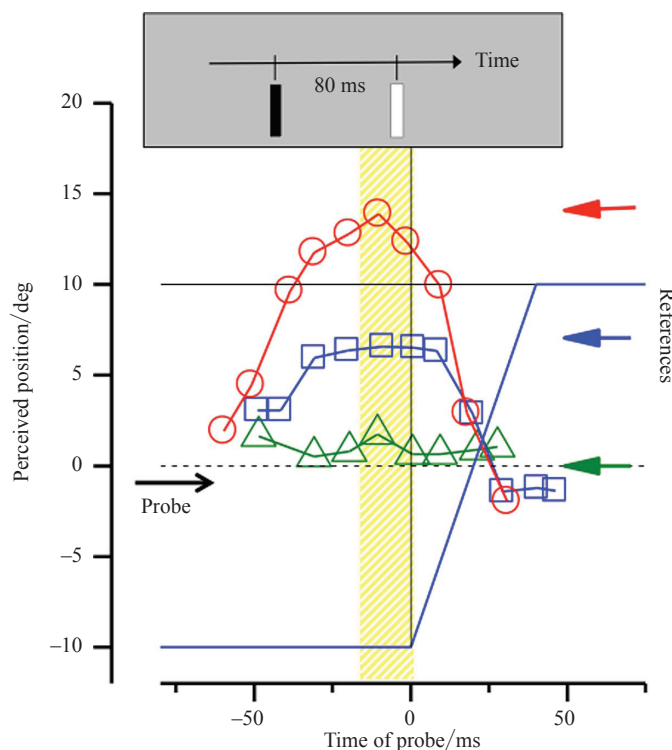 Time
80 ms
20
15
10
5
0
−5
−10
Perceived position/deg
Probe
References
−50
0
50
Time of probe/ms